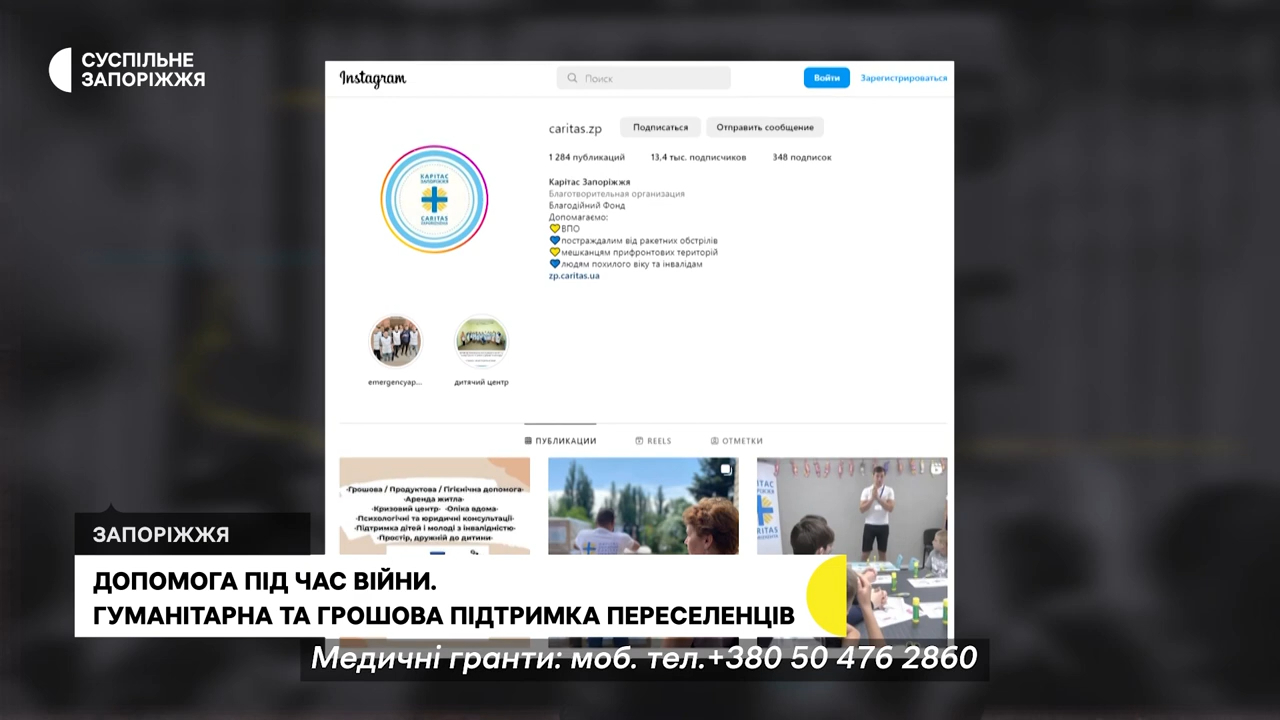 СУСПІЛЬНЕ
ЗАПОРІЖЖЯ
Instagram
Поиск
Войти
Зарегистрироваться
caritas.zp
Подписаться
Отправить сообщение
1 284 публикаций
13,4 тыс. подписчиков
348 подписок
Карітас Запоріжжя
Благотворительная организация
Благодійний Фонд
Допомагаємо:
💛ВПО
💙постраждалим від ракетних обстрілів
💛мешканцям прифронтових територій
💙людям похилого віку та інвалідам
zp.caritas.ua
КАРІТАС
ЗАПОРІЖЖЯ
CARITAS
emergencyap...
дитячий центр
ПУБЛИКАЦИИ
REELS
ОТМЕТКИ
-Грошова / Продуктова / Гігієнічна допомога-
-Аренда житла-
-Кризовий центр- -Опіка вдома-
-Психологічні та юридичні консультації-
-Підтримка дітей і молоді з інвалідністю-
-Простір, дружній до дитини-
ЗАПОРІЖЖЯ
ДОПОМОГА ПІД ЧАС ВІЙНИ.
ГУМАНІТАРНА ТА ГРОШОВА ПІДТРИМКА ПЕРЕСЕЛЕНЦІВ
Медичні гранти: моб. тел.+380 50 476 2860